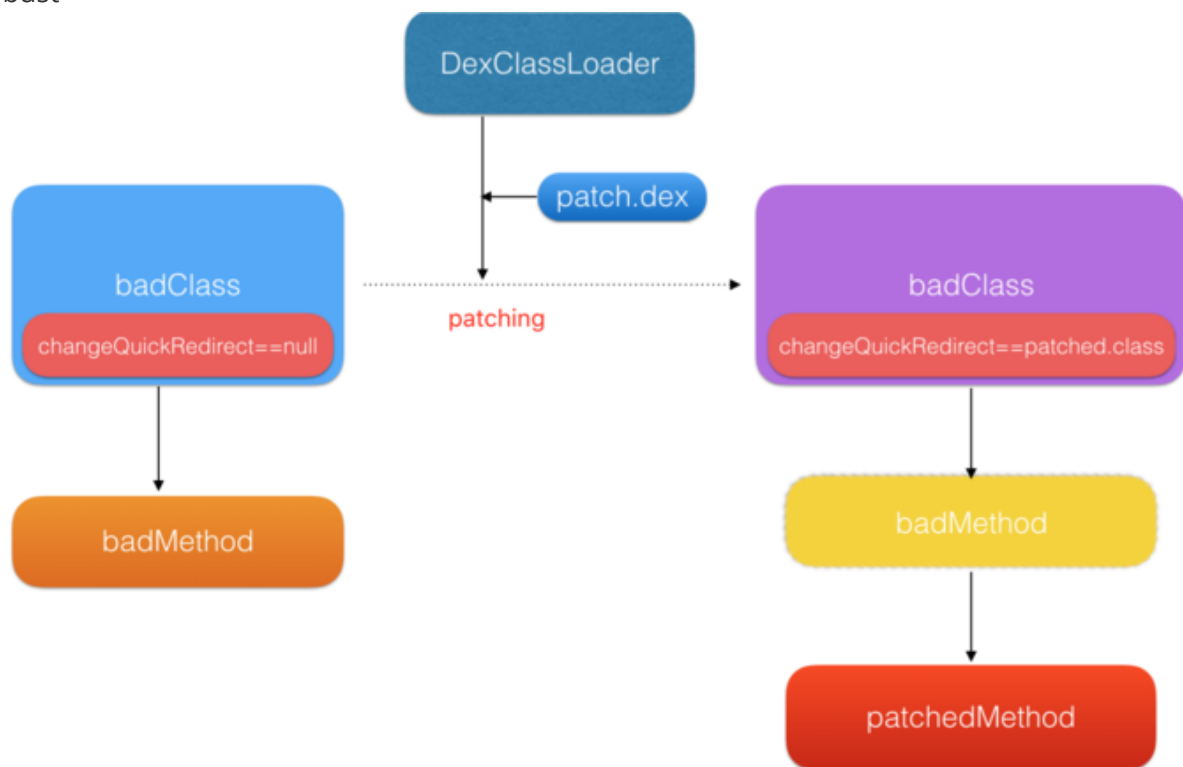 DexClassLoader
patch.dex
badClass
changeQuickRedirect==null
patching
badClass
changeQuickRedirect==patched.class
badMethod
badMethod
patchedMethod